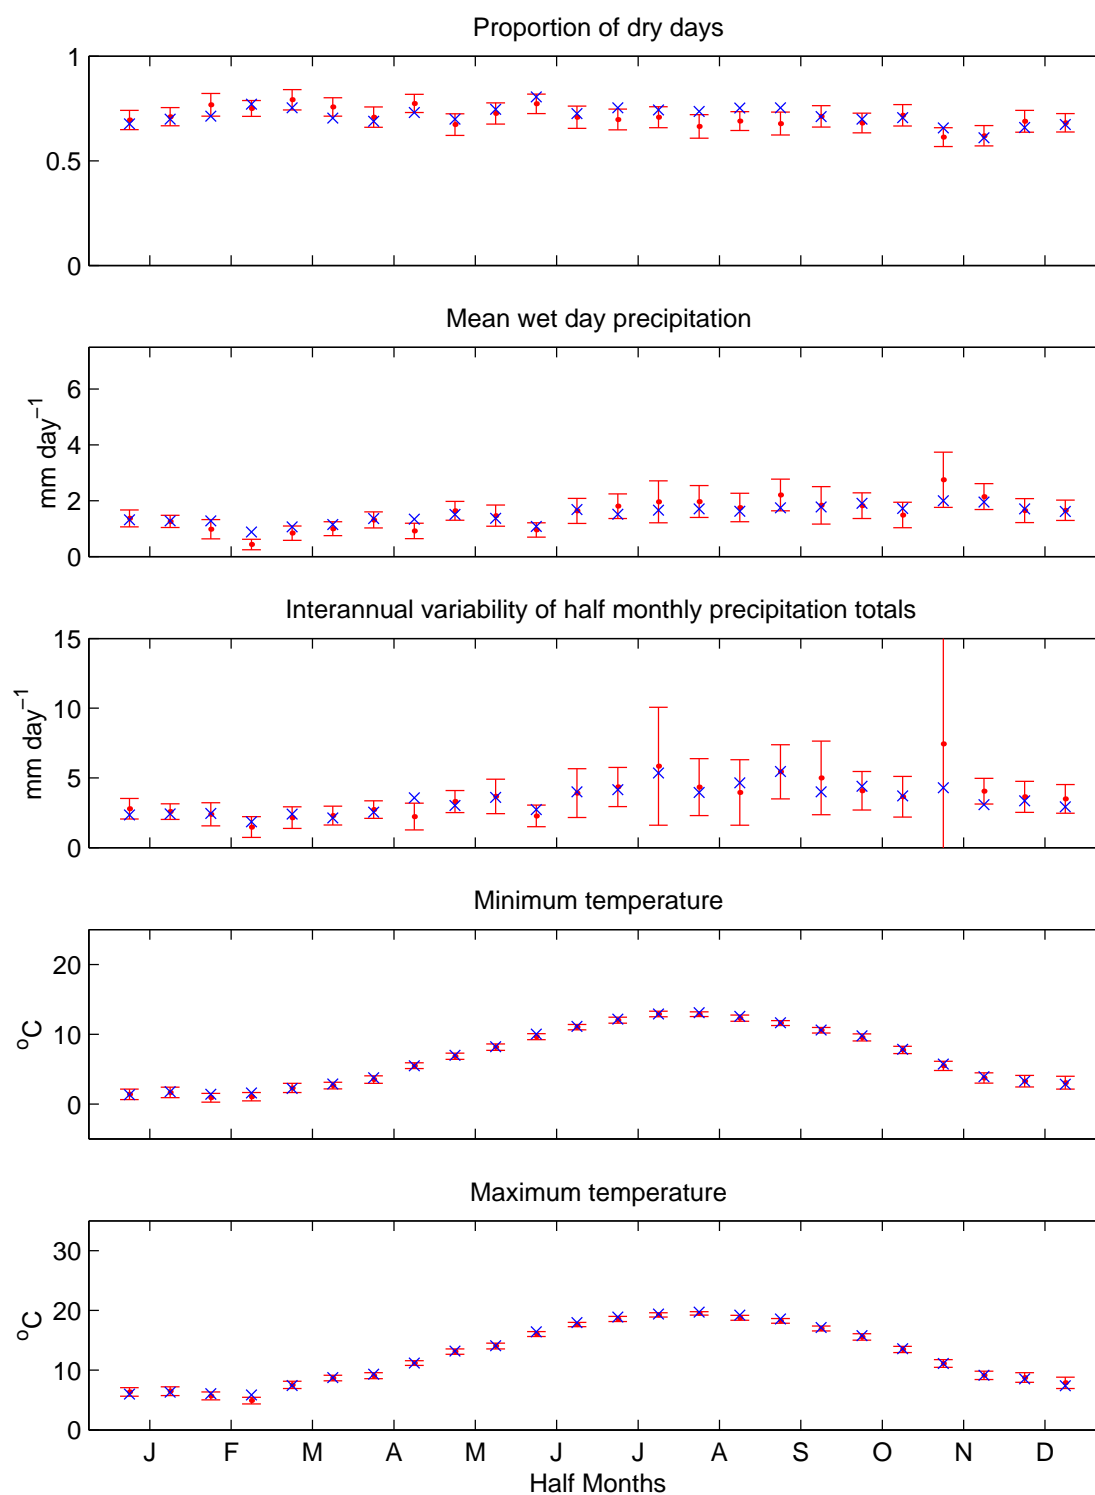 Proportion of dry days
1
0.5
0
Mean wet day precipitation
6
4
2
0
mm day−1
Interannual variability of half monthly precipitation totals
15
10
5
0
mm day−1
Minimum temperature
20
10
0
oC
Maximum temperature
30
20
10
0
oC
J F M A M J J A S O N D
Half Months